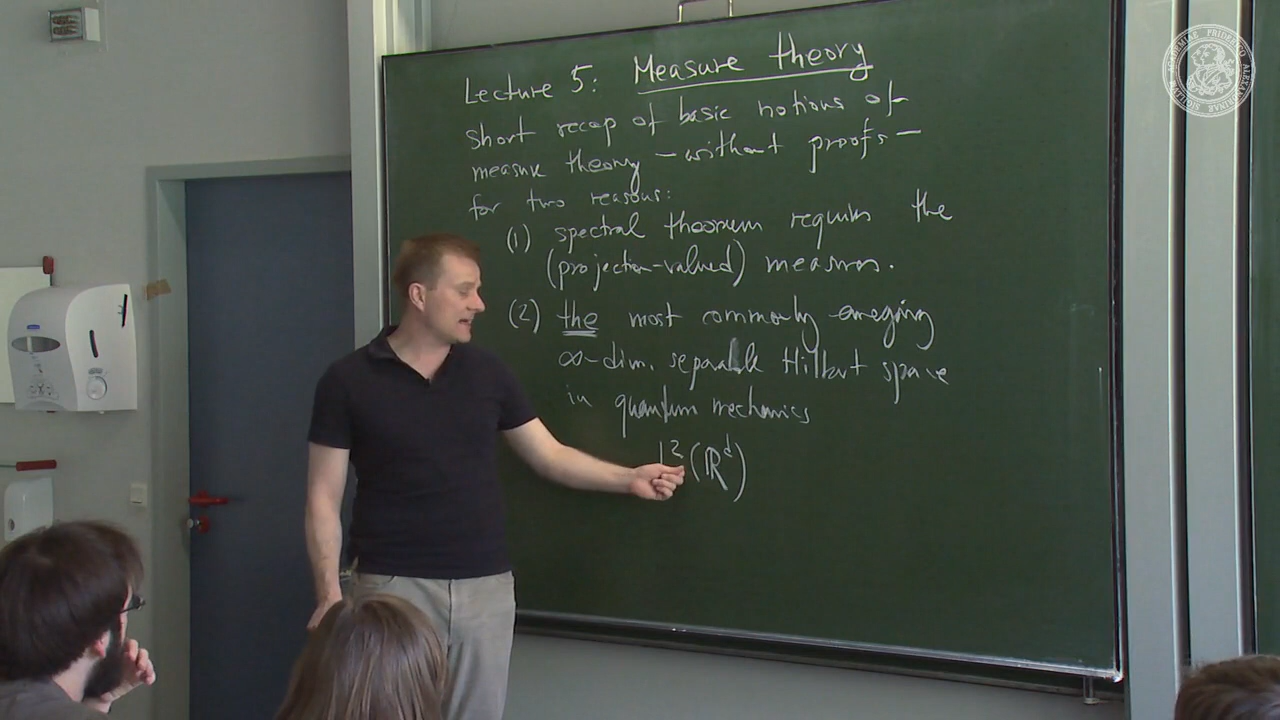 Lecture 5: Measure theory
Short recap of basic notions of
measure theory — without proofs —
for two reasons:
(1) spectral theorem requires the
(projection-valued) measures.
(2) the most commonly emerging
∞-dim. separable Hilbert space
in quantum mechanics
L²(ℝᵈ)